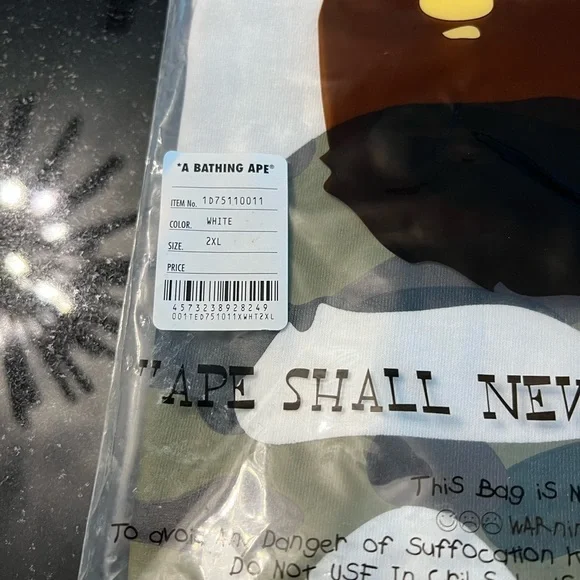 "A BATHING APE®
ITEM No. 1D75110011
COLOR. WHITE
SIZE. 2XL
PRICE
4573238928249
001TED751011XWHT2XL
"APE SHALL NEV
This Bag is N
WARnin
To avoid Any Danger of Suffocation K
Do Not USE In